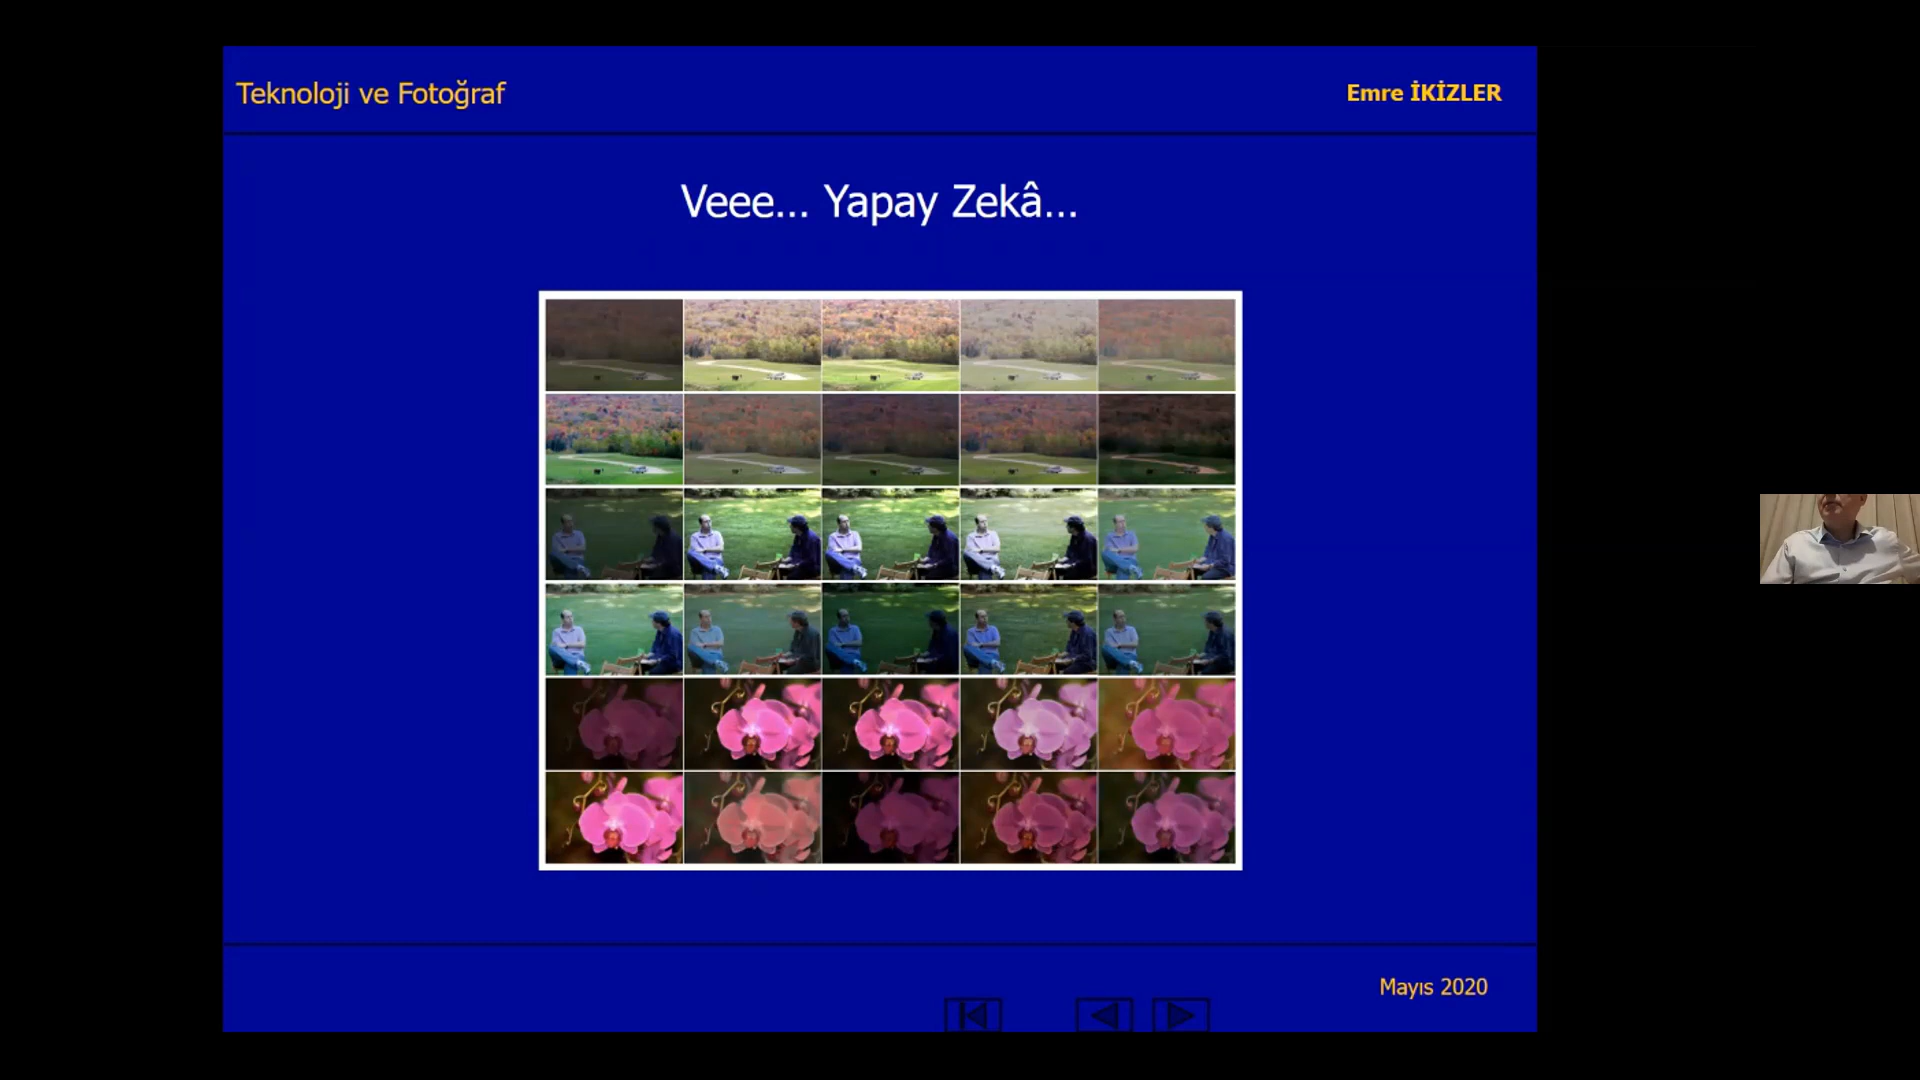 Teknoloji ve Fotoğraf
Emre İKİZLER
Veee... Yapay Zekâ...
Mayıs 2020